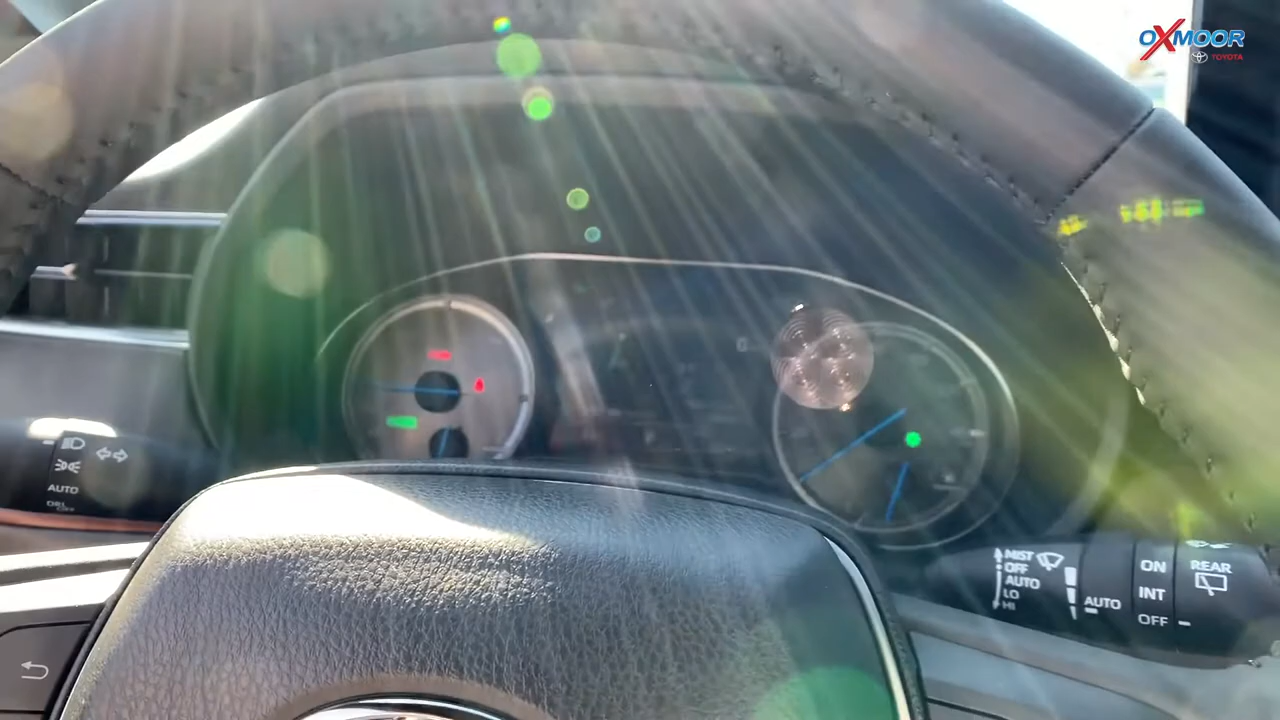 OXMOOR
TOYOTA
AUTO
MIST
OFF
AUTO
LO
HI
AUTO
ON
INT
OFF
REAR